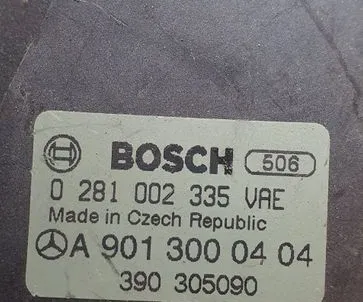 BOSCH 506
0 281 002 335 VAE
Made in Czech Republic
A 901 300 04 04
390 305090